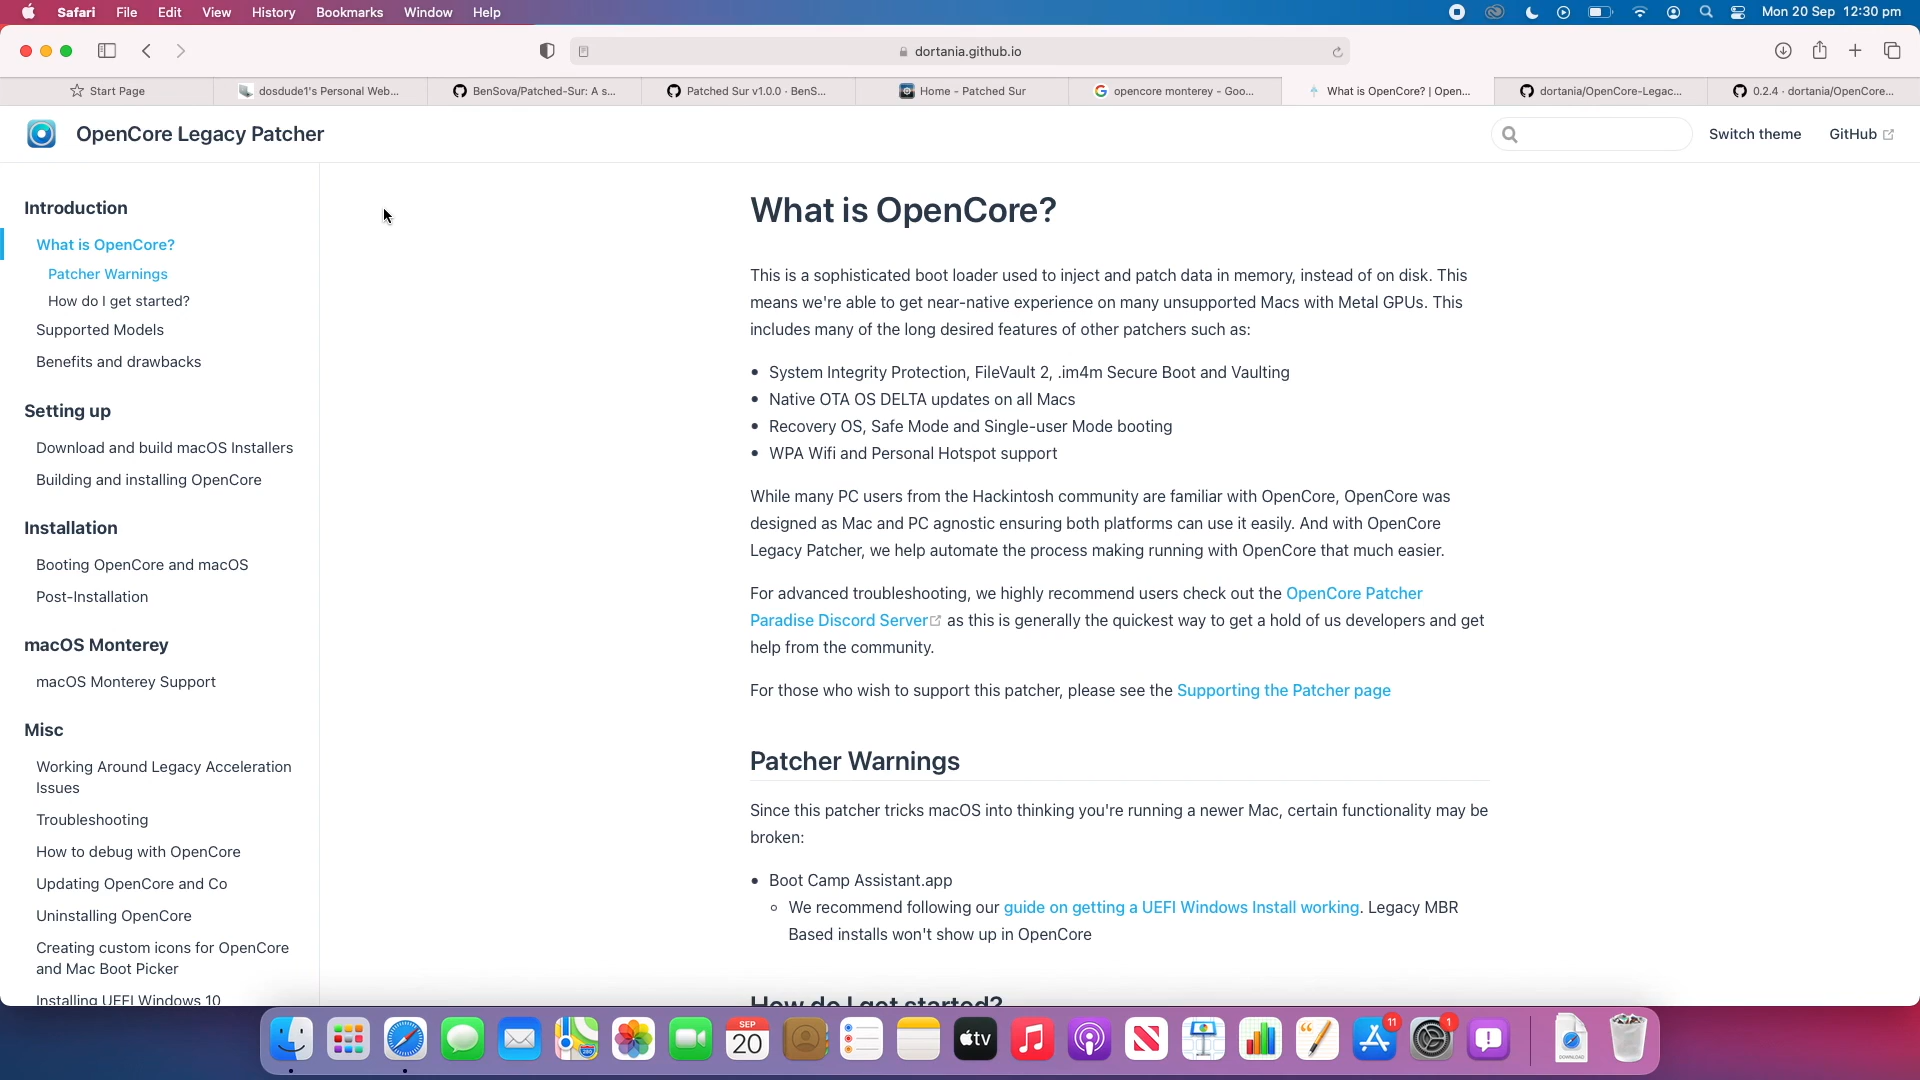 Safari File Edit View History Bookmarks Window Help Mon 20 Sep 12:30 pm
dortania.github.io
Start Page dosdude1's Personal Web... BenSova/Patched-Sur: A s... Patched Sur v1.0.0 · BenS... Home - Patched Sur opencore monterey - Goo... What is OpenCore? | Open... dortania/OpenCore-Legac... 0.2.4 · dortania/OpenCore...
OpenCore Legacy Patcher Switch theme GitHub
Introduction
What is OpenCore?
Patcher Warnings
How do I get started?
Supported Models
Benefits and drawbacks
Setting up
Download and build macOS Installers
Building and installing OpenCore
Installation
Booting OpenCore and macOS
Post-Installation
macOS Monterey
macOS Monterey Support
Misc
Working Around Legacy Acceleration
Issues
Troubleshooting
How to debug with OpenCore
Updating OpenCore and Co
Uninstalling OpenCore
Creating custom icons for OpenCore
and Mac Boot Picker
Installing UEFI Windows 10
What is OpenCore?
This is a sophisticated boot loader used to inject and patch data in memory, instead of on disk. This
means we're able to get near-native experience on many unsupported Macs with Metal GPUs. This
includes many of the long desired features of other patchers such as:
• System Integrity Protection, FileVault 2, .im4m Secure Boot and Vaulting
• Native OTA OS DELTA updates on all Macs
• Recovery OS, Safe Mode and Single-user Mode booting
• WPA Wifi and Personal Hotspot support
While many PC users from the Hackintosh community are familiar with OpenCore, OpenCore was
designed as Mac and PC agnostic ensuring both platforms can use it easily. And with OpenCore
Legacy Patcher, we help automate the process making running with OpenCore that much easier.
For advanced troubleshooting, we highly recommend users check out the OpenCore Patcher
Paradise Discord Server as this is generally the quickest way to get a hold of us developers and get
help from the community.
For those who wish to support this patcher, please see the Supporting the Patcher page
Patcher Warnings
Since this patcher tricks macOS into thinking you're running a newer Mac, certain functionality may be
broken:
• Boot Camp Assistant.app
◦ We recommend following our guide on getting a UEFI Windows Install working. Legacy MBR
Based installs won't show up in OpenCore
How do I get started?
SEP
20
tv
11
1
DOWNLOAD